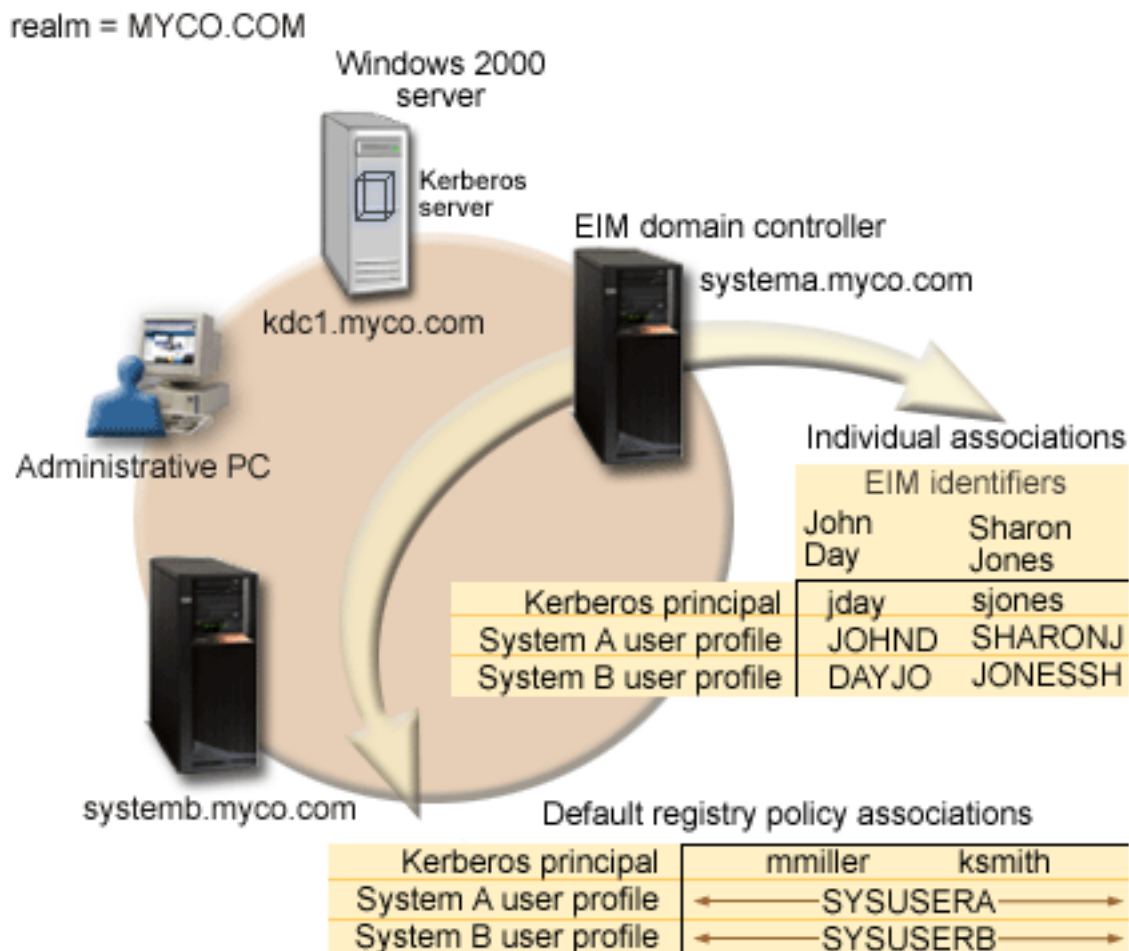 realm = MYCO.COM
Windows 2000
server
Kerberos
server
kdc1.myco.com
EIM domain controller
systema.myco.com
Administrative PC
systemb.myco.com
Individual associations
EIM identifiers
John Day
Sharon Jones
Kerberos principal jday sjones
System A user profile JOHND SHARONJ
System B user profile DAYJO JONESSH
Default registry policy associations
Kerberos principal mmiller ksmith
System A user profile SYSUSERA
System B user profile SYSUSERB